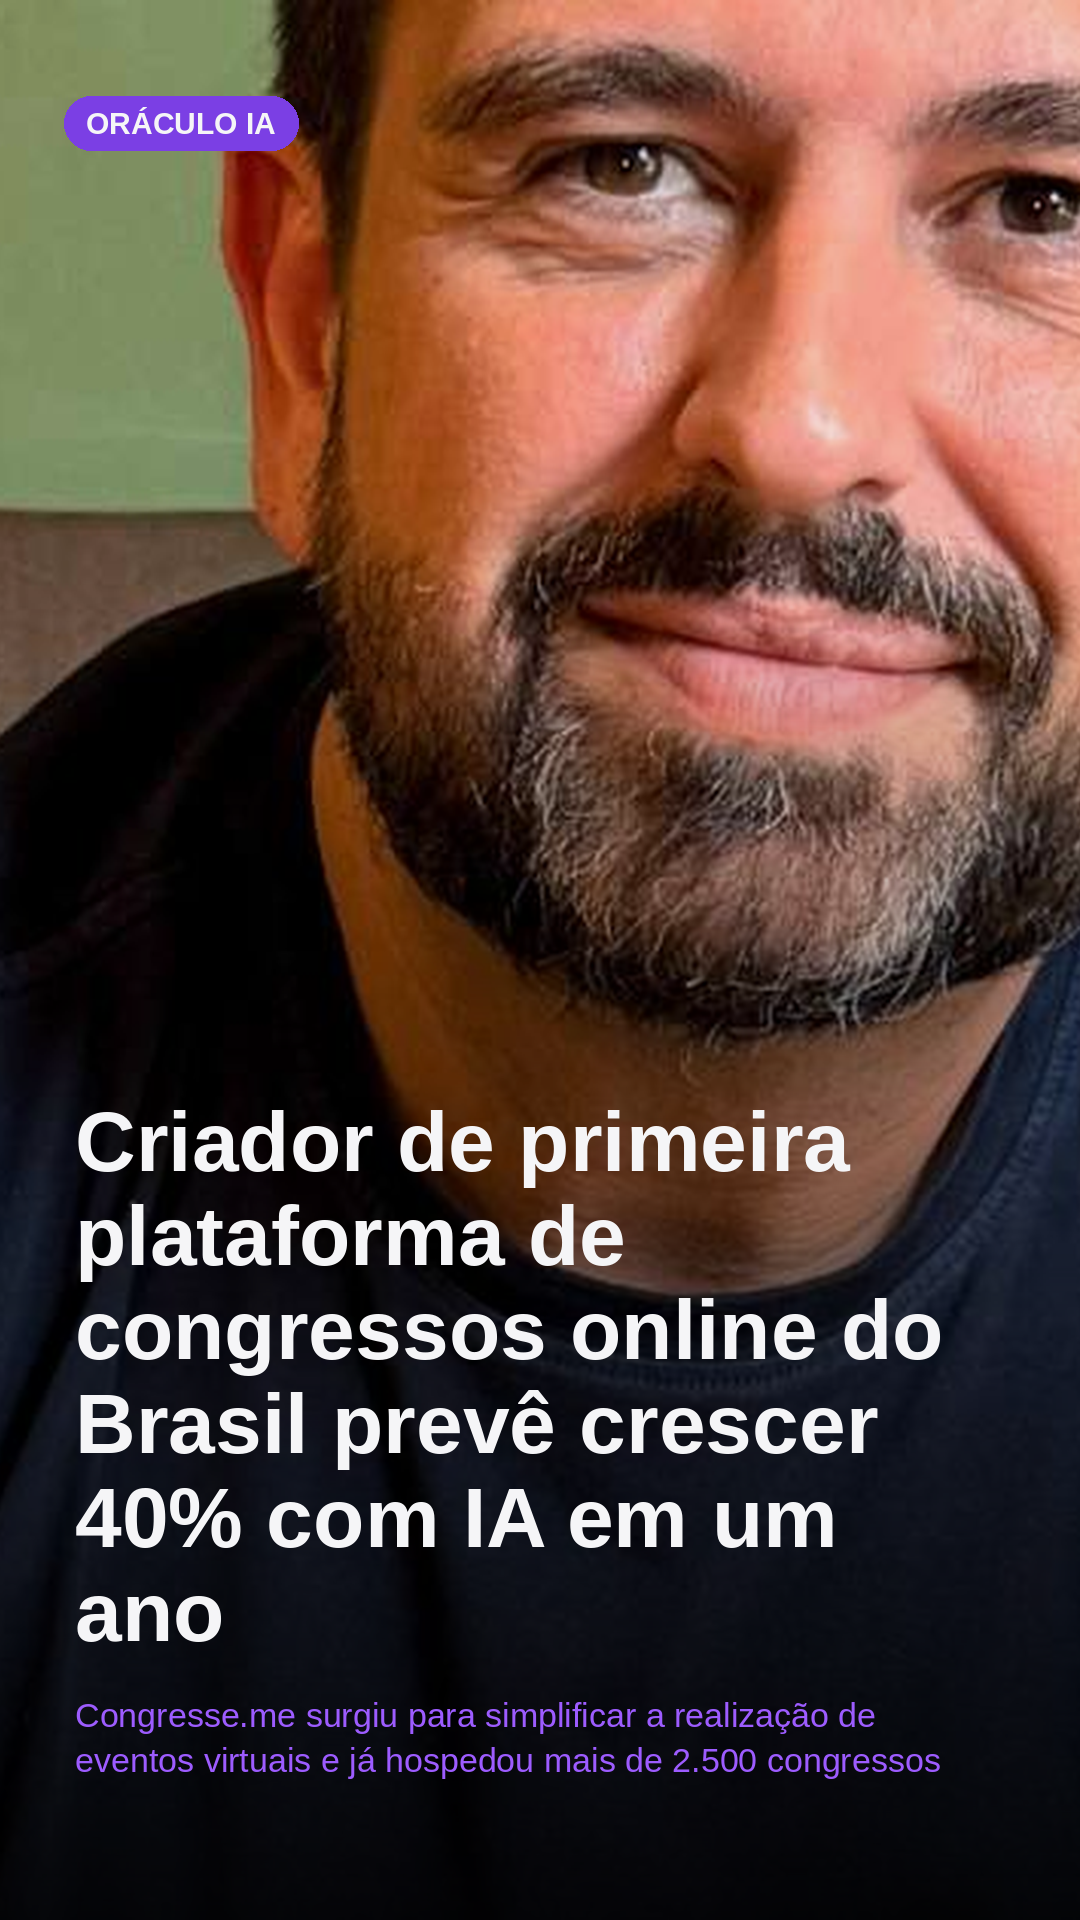 ORÁCULO IA
Criador de primeira
plataforma de
congressos online do
Brasil prevê crescer
40% com IA em um
ano
Congresse.me surgiu para simplificar a realização de
eventos virtuais e já hospedou mais de 2.500 congressos